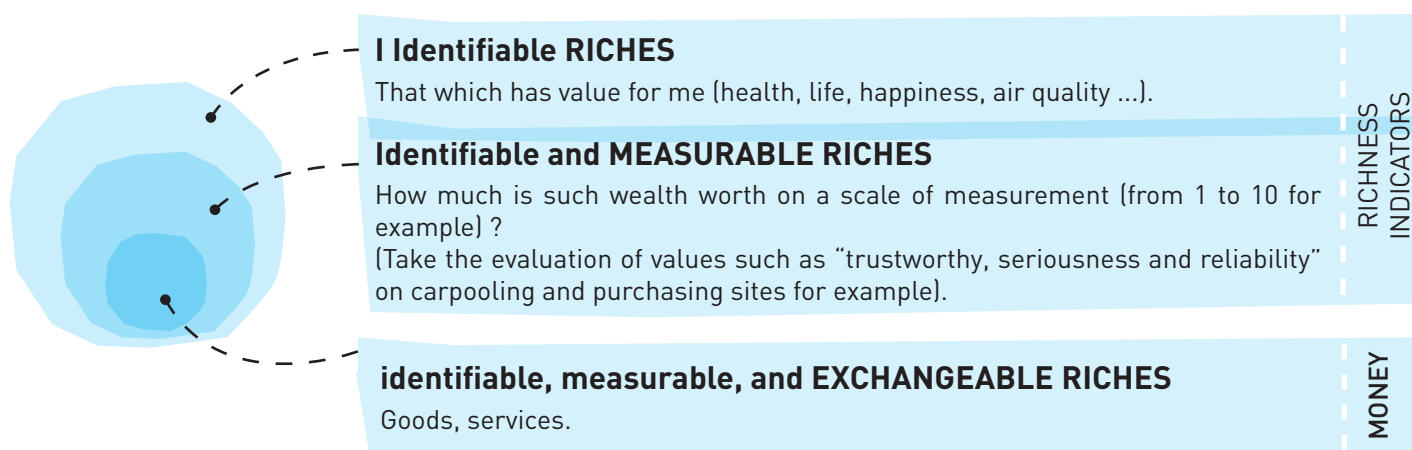 I Identifiable RICHES
That which has value for me (health, life, happiness, air quality ...).
Identifiable and MEASURABLE RICHES
How much is such wealth worth on a scale of measurement (from 1 to 10 for
example) ?
(Take the evaluation of values such as “trustworthy, seriousness and reliability”
on carpooling and purchasing sites for example).
RICHNESS
INDICATORS
identifiable, measurable, and EXCHANGEABLE RICHES
Goods, services.
MONEY